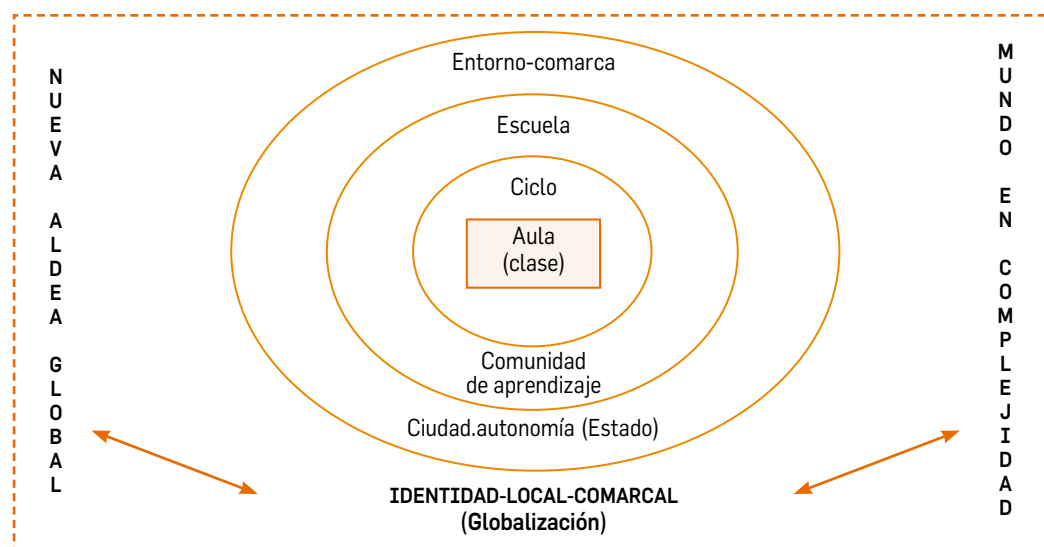 NUEVA ALDEA GLOBAL
Entorno-comarca
Escuela
Ciclo
Aula
(clase)
Comunidad
de aprendizaje
Ciudad.autonomía (Estado)
IDENTIDAD-LOCAL-COMARCAL
(Globalización)
MUNDO EN COMPLEJIDAD